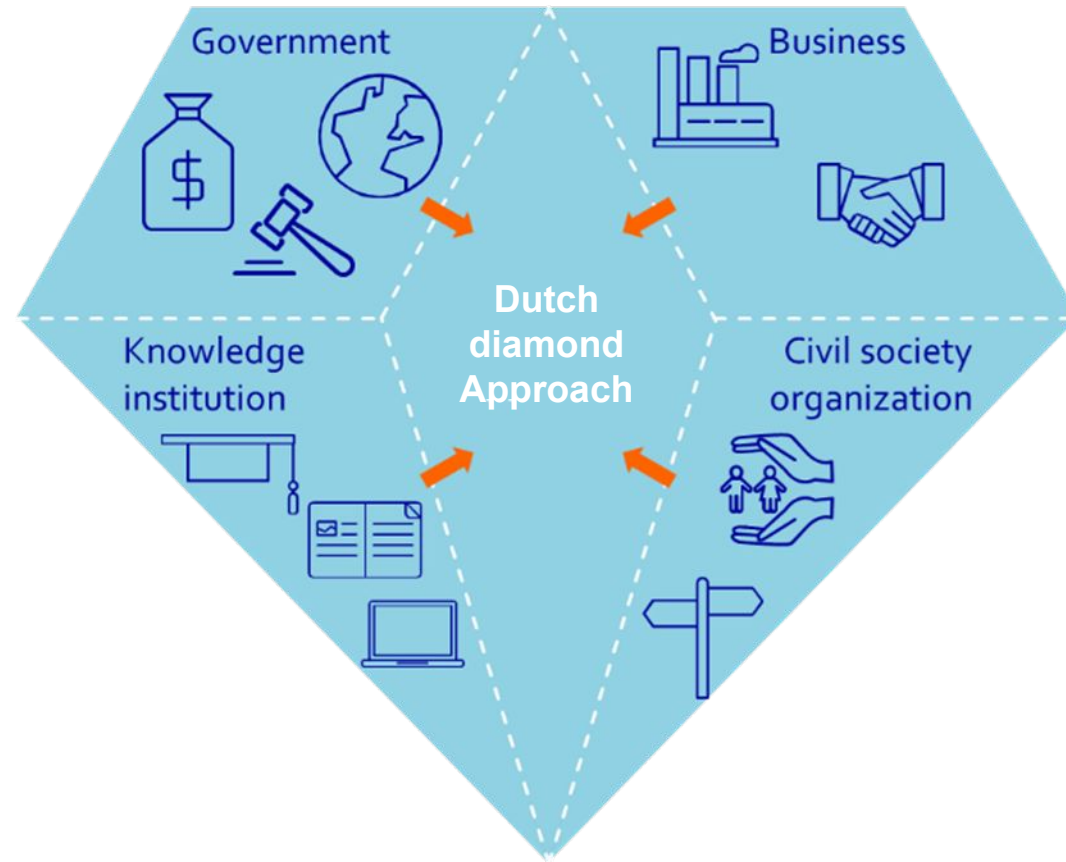 Government
Business
$
Dutch
diamond
Approach
Knowledge
institution
Civil society
organization